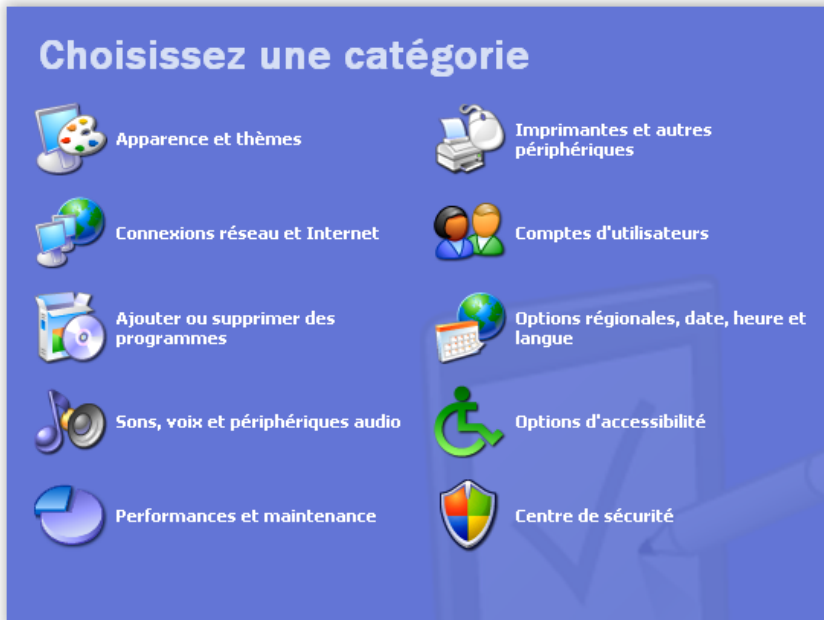 Choisissez une catégorie
Apparence et thèmes
Imprimantes et autres
périphériques
Connexions réseau et Internet
Comptes d'utilisateurs
Ajouter ou supprimer des
programmes
Options régionales, date, heure et
langue
Sons, voix et périphériques audio
Options d'accessibilité
Performances et maintenance
Centre de sécurité